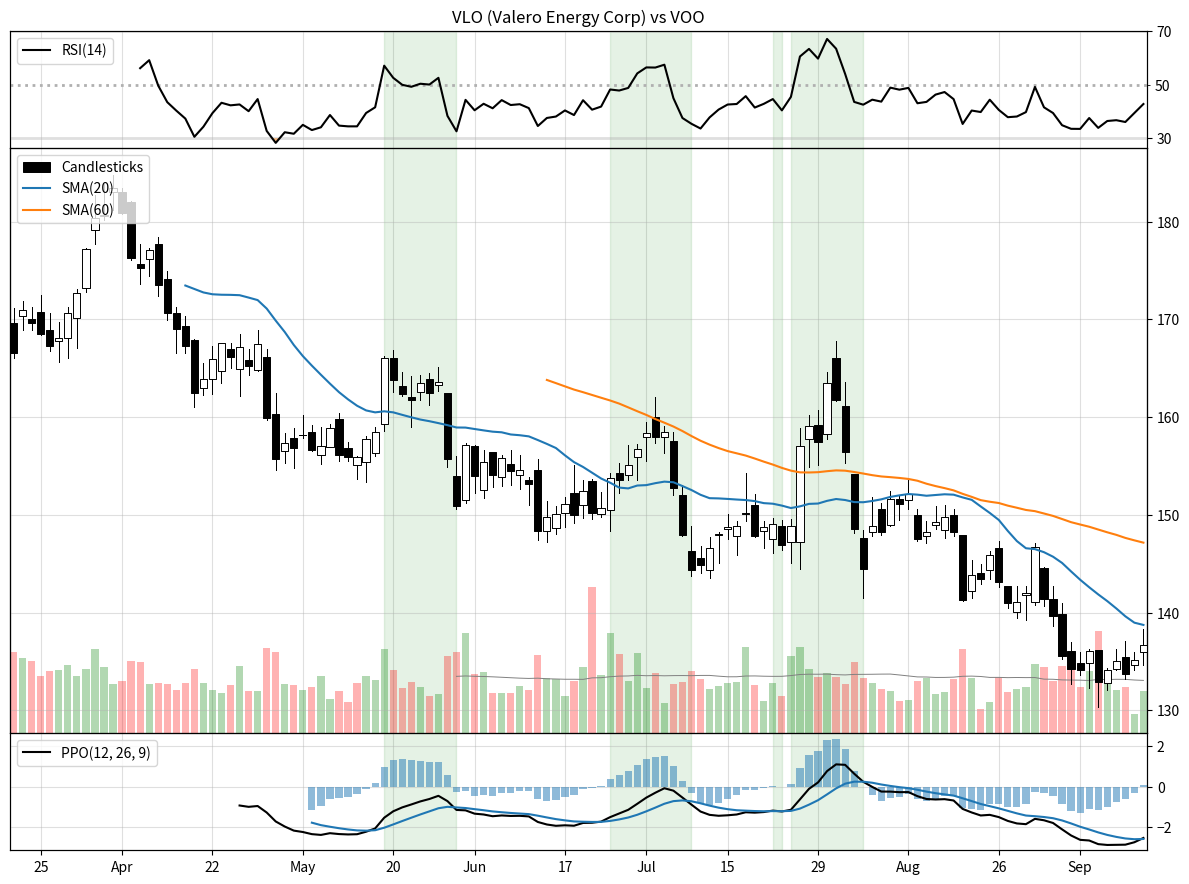 VLO (Valero Energy Corp) vs VOO
RSI(14)
70
50
30
Candlesticks
SMA(20)
SMA(60)
180
170
160
150
140
130
PPO(12, 26, 9)
2
0
−2
25 Apr 22 May 20 Jun 17 Jul 15 29 Aug 26 Sep